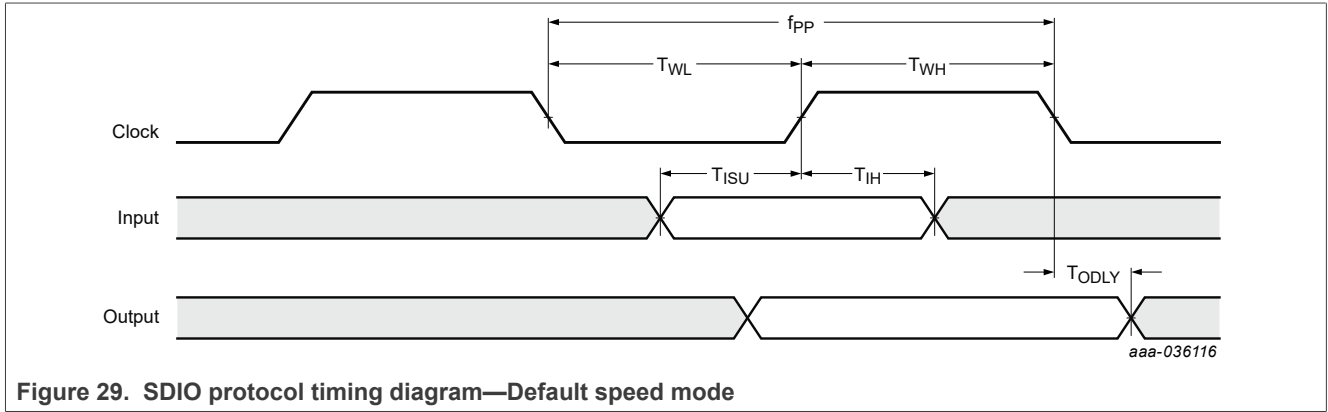 fPP
TWL TWH
Clock
TISU TIH
Input
TODLY
Output
aaa-036116
Figure 29. SDIO protocol timing diagram—Default speed mode